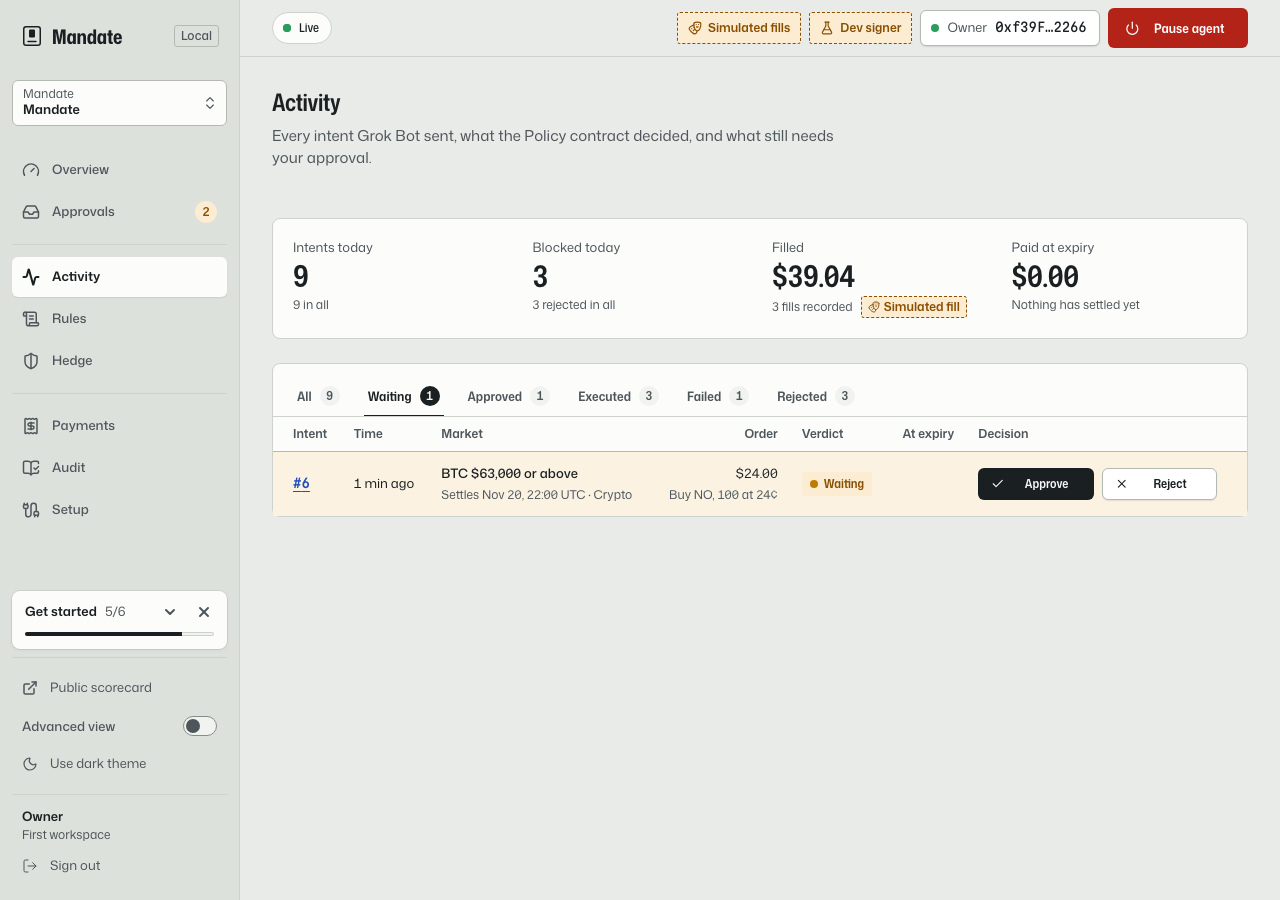 Mandate
Local
Mandate
Mandate
Overview
Approvals 2
Activity
Rules
Hedge
Payments
Audit
Setup
Get started 5/6
Public scorecard
Advanced view
Use dark theme
Owner
First workspace
Sign out
Live
Simulated fills
Dev signer
Owner 0xf39F…2266
Pause agent
Activity
Every intent Grok Bot sent, what the Policy contract decided, and what still needs
your approval.
Intents today
9
9 in all
Blocked today
3
3 rejected in all
Filled
$39.04
3 fills recorded Simulated fill
Paid at expiry
$0.00
Nothing has settled yet
All 9 Waiting 1 Approved 1 Executed 3 Failed 1 Rejected 3
Intent Time Market Order Verdict At expiry Decision
#6 1 min ago BTC $63,000 or above $24.00 Waiting Approve Reject
Settles Nov 20, 22:00 UTC · Crypto Buy NO, 100 at 24¢